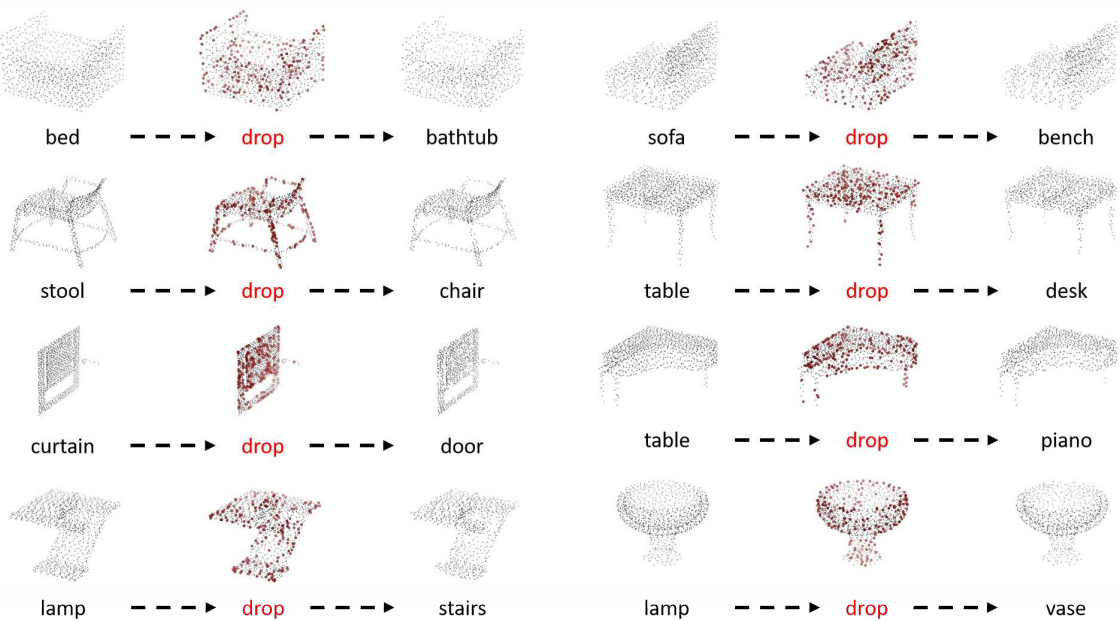 bed drop bathtub
sofa drop bench
stool drop chair
table drop desk
curtain drop door
table drop piano
lamp drop stairs
lamp drop vase